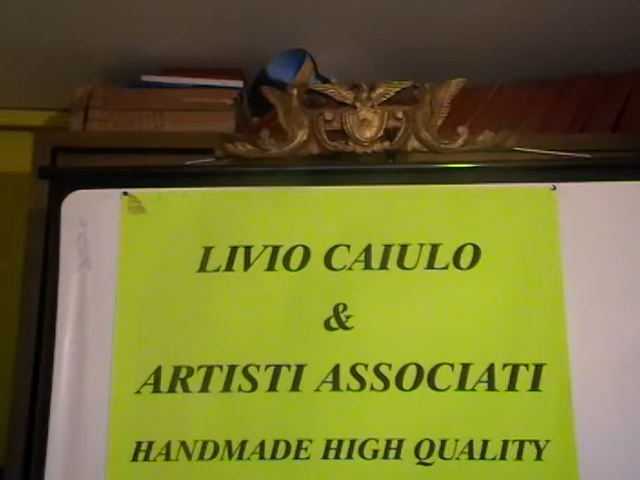 LIVIO CAIULO
&
ARTISTI ASSOCIATI
HANDMADE HIGH QUALITY